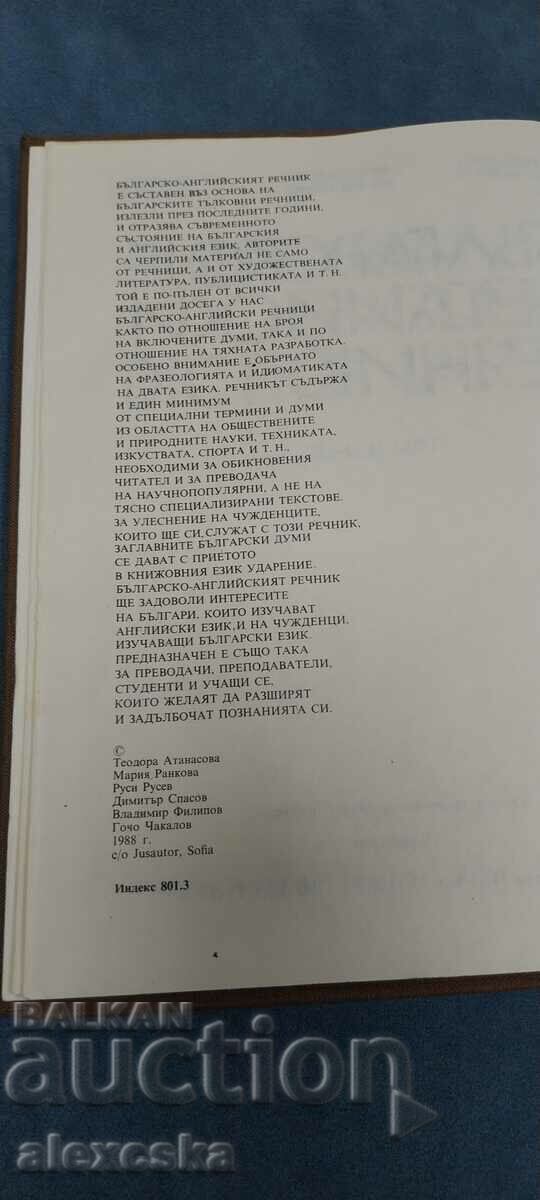 БЪЛГАРСКО-АНГЛИЙСКИЯТ РЕЧНИК
Е СЪСТАВЕН ВЪЗ ОСНОВА НА
БЪЛГАРСКИТЕ ТЪЛКОВНИ РЕЧНИЦИ,
ИЗЛЕЗЛИ ПРЕЗ ПОСЛЕДНИТЕ ГОДИНИ,
И ОТРАЗЯВА СЪВРЕМЕННОТО
СЪСТОЯНИЕ НА БЪЛГАРСКИЯ
И АНГЛИЙСКИЯ ЕЗИК. АВТОРИТЕ
СА ЧЕРПИЛИ МАТЕРИАЛ НЕ САМО
ОТ РЕЧНИЦИ, А И ОТ ХУДОЖЕСТВЕНАТА
ЛИТЕРАТУРА, ПУБЛИЦИСТИКАТА И Т. Н.
ТОЙ Е ПО-ПЪЛЕН ОТ ВСИЧКИ
ИЗДАДЕНИ ДОСЕГА У НАС
БЪЛГАРСКО-АНГЛИЙСКИ РЕЧНИЦИ
КАКТО ПО ОТНОШЕНИЕ НА БРОЯ
НА ВКЛЮЧЕНИТЕ ДУМИ, ТАКА И ПО
ОТНОШЕНИЕ НА ТЯХНАТА РАЗРАБОТКА.
ОСОБЕНО ВНИМАНИЕ Е ОБЪРНАТО
НА ФРАЗЕОЛОГИЯТА И ИДИОМАТИКАТА
НА ДВАТА ЕЗИКА. РЕЧНИКЪТ СЪДЪРЖА
И ЕДИН МИНИМУМ
ОТ СПЕЦИАЛНИ ТЕРМИНИ И ДУМИ
ИЗ ОБЛАСТТА НА ОБЩЕСТВЕНИТЕ
И ПРИРОДНИТЕ НАУКИ, ТЕХНИКАТА,
ИЗКУСТВАТА, СПОРТА И Т. Н.,
НЕОБХОДИМИ ЗА ОБИКНОВЕНИЯ
ЧИТАТЕЛ И ЗА ПРЕВОДАЧА
НА НАУЧНОПОПУЛЯРНИ, А НЕ НА
ТЯСНО СПЕЦИАЛИЗИРАНИ ТЕКСТОВЕ.
ЗА УЛЕСНЕНИЕ НА ЧУЖДЕНЦИТЕ,
КОИТО ЩЕ СИ СЛУЖАТ С ТОЗИ РЕЧНИК,
ЗАГЛАВНИТЕ БЪЛГАРСКИ ДУМИ
СЕ ДАВАТ С ПРИЕТОТО
В КНИЖОВНИЯ ЕЗИК УДАРЕНИЕ.
БЪЛГАРСКО-АНГЛИЙСКИЯТ РЕЧНИК
ЩЕ ЗАДОВОЛИ ИНТЕРЕСИТЕ
НА БЪЛГАРИ, КОИТО ИЗУЧАВАТ
АНГЛИЙСКИ ЕЗИК, И НА ЧУЖДЕНЦИ,
ИЗУЧАВАЩИ БЪЛГАРСКИ ЕЗИК.
ПРЕДНАЗНАЧЕН Е СЪЩО ТАКА
ЗА ПРЕВОДАЧИ, ПРЕПОДАВАТЕЛИ,
СТУДЕНТИ И УЧАЩИ СЕ,
КОИТО ЖЕЛАЯТ ДА РАЗШИРЯТ
И ЗАДЪЛБОЧАТ ПОЗНАНИЯТА СИ.
©
Теодора Атанасова
Мария Ранкова
Руси Русев
Димитър Спасов
Владимир Филипов
Гочо Чакалов
1988 г.
c/o Jusautor, Sofia
Индекс 801.3
4
BALKAN
auction
alexcska